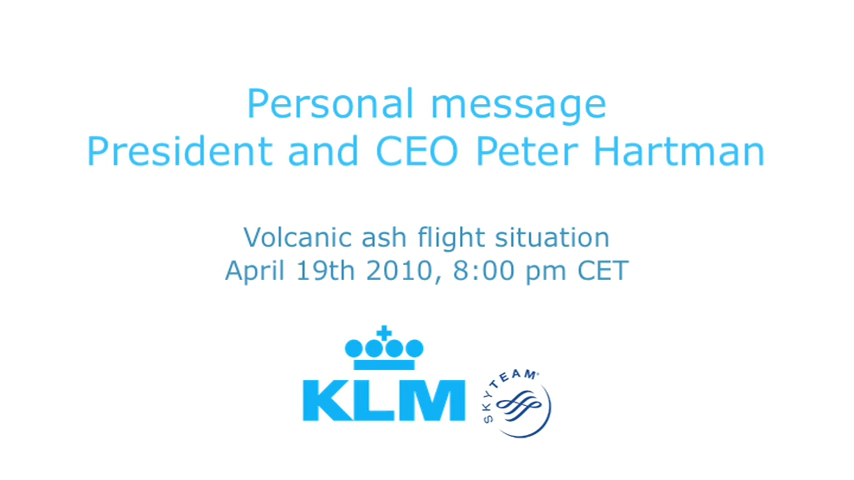 Personal message
President and CEO Peter Hartman
Volcanic ash flight situation
April 19th 2010, 8:00 pm CET
KLM
SKYTEAM